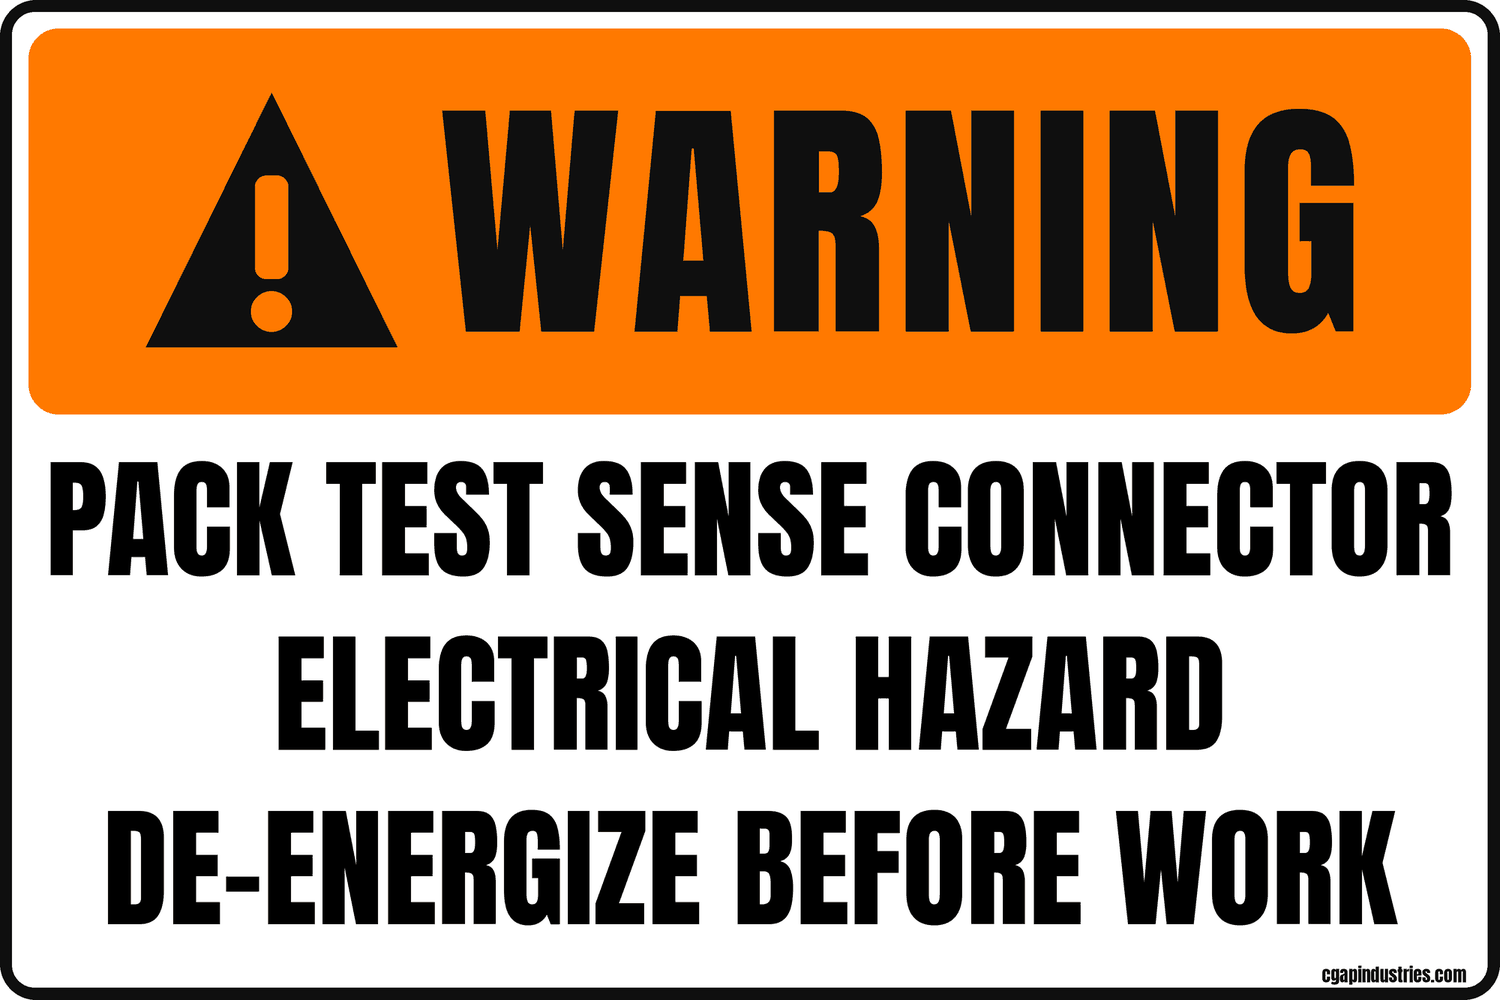 WARNING
PACK TEST SENSE CONNECTOR
ELECTRICAL HAZARD
DE-ENERGIZE BEFORE WORK
cgapindustries.com